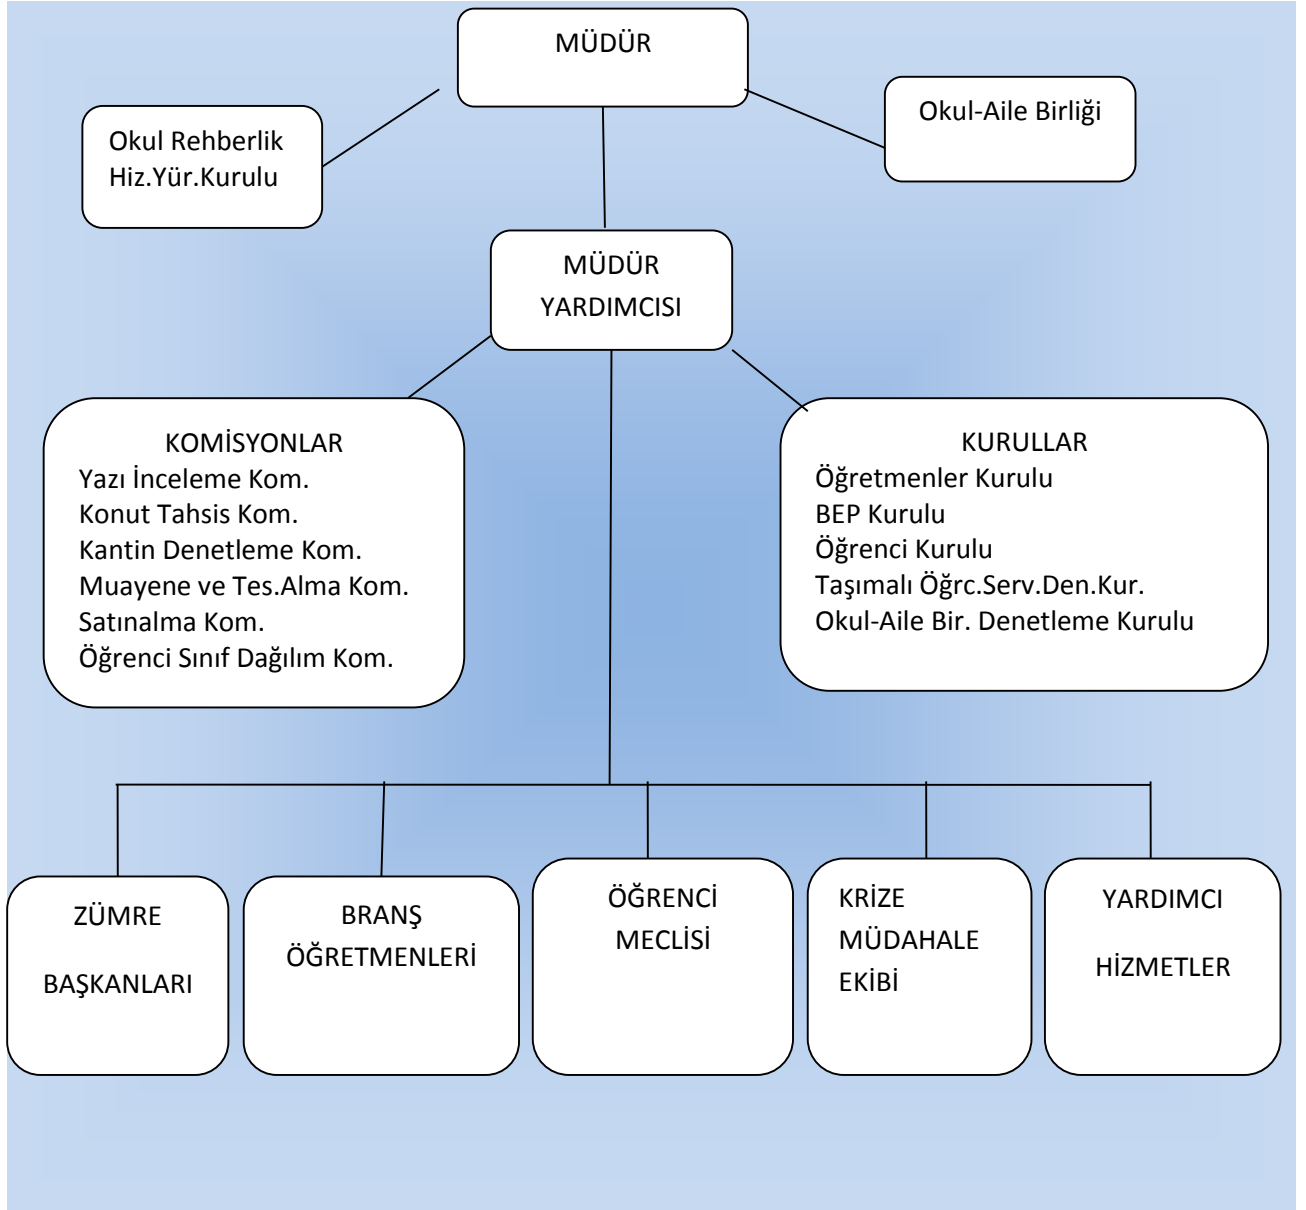 MÜDÜR
Okul Rehberlik
Hiz.Yür.Kurulu
Okul-Aile Birliği
MÜDÜR
YARDIMCISI
KOMİSYONLAR
Yazı İnceleme Kom.
Konut Tahsis Kom.
Kantin Denetleme Kom.
Muayene ve Tes.Alma Kom.
Satınalma Kom.
Öğrenci Sınıf Dağılım Kom.
KURULLAR
Öğretmenler Kurulu
BEP Kurulu
Öğrenci Kurulu
Taşımalı Öğrc.Serv.Den.Kur.
Okul-Aile Bir. Denetleme Kurulu
ZÜMRE
BAŞKANLARI
BRANŞ
ÖĞRETMENLERİ
ÖĞRENCİ
MECLİSİ
KRİZE
MÜDAHALE
EKİBİ
YARDIMCI
HİZMETLER